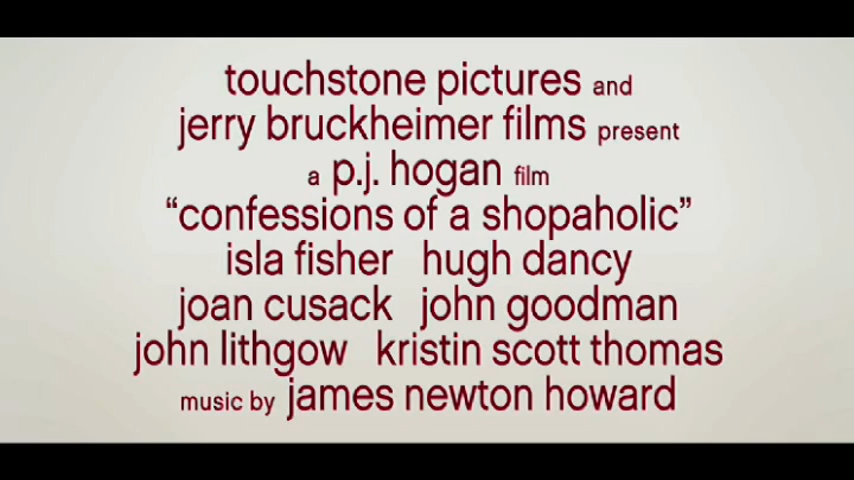 touchstone pictures and
jerry bruckheimer films present
a p.j. hogan film
“confessions of a shopaholic”
isla fisher hugh dancy
joan cusack john goodman
john lithgow kristin scott thomas
music by james newton howard